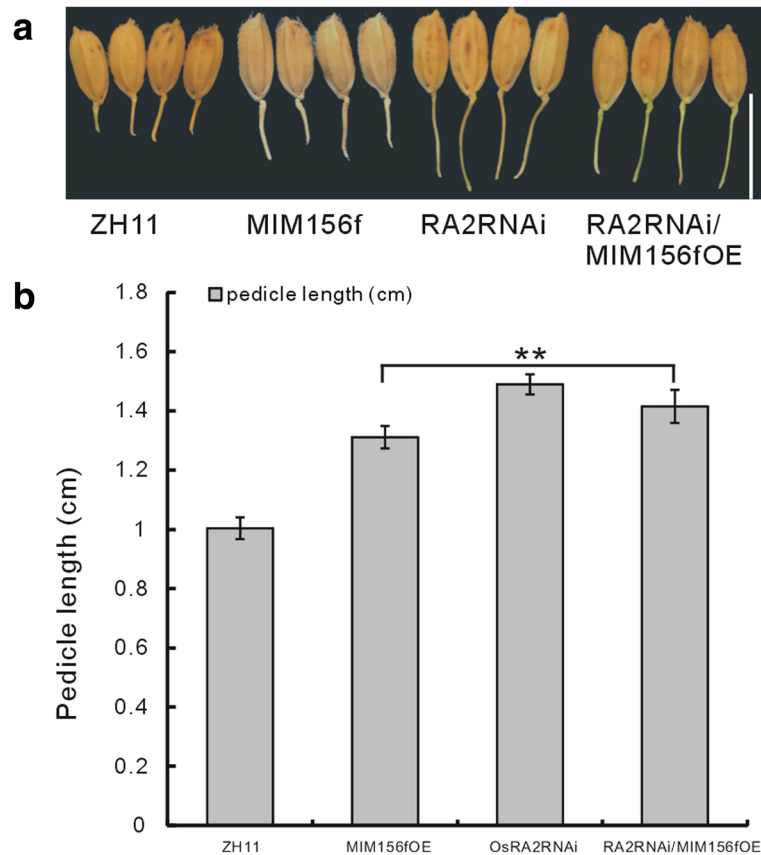 a
ZH11 MIM156f RA2RNAi RA2RNAi/
MIM156fOE
b
pedicle length (cm)
1.8
1.6
1.4
1.2
1
0.8
0.6
0.4
0.2
0
**
Pedicle length (cm)
ZH11 MIM156fOE OsRA2RNAi RA2RNAi/MIM156fOE